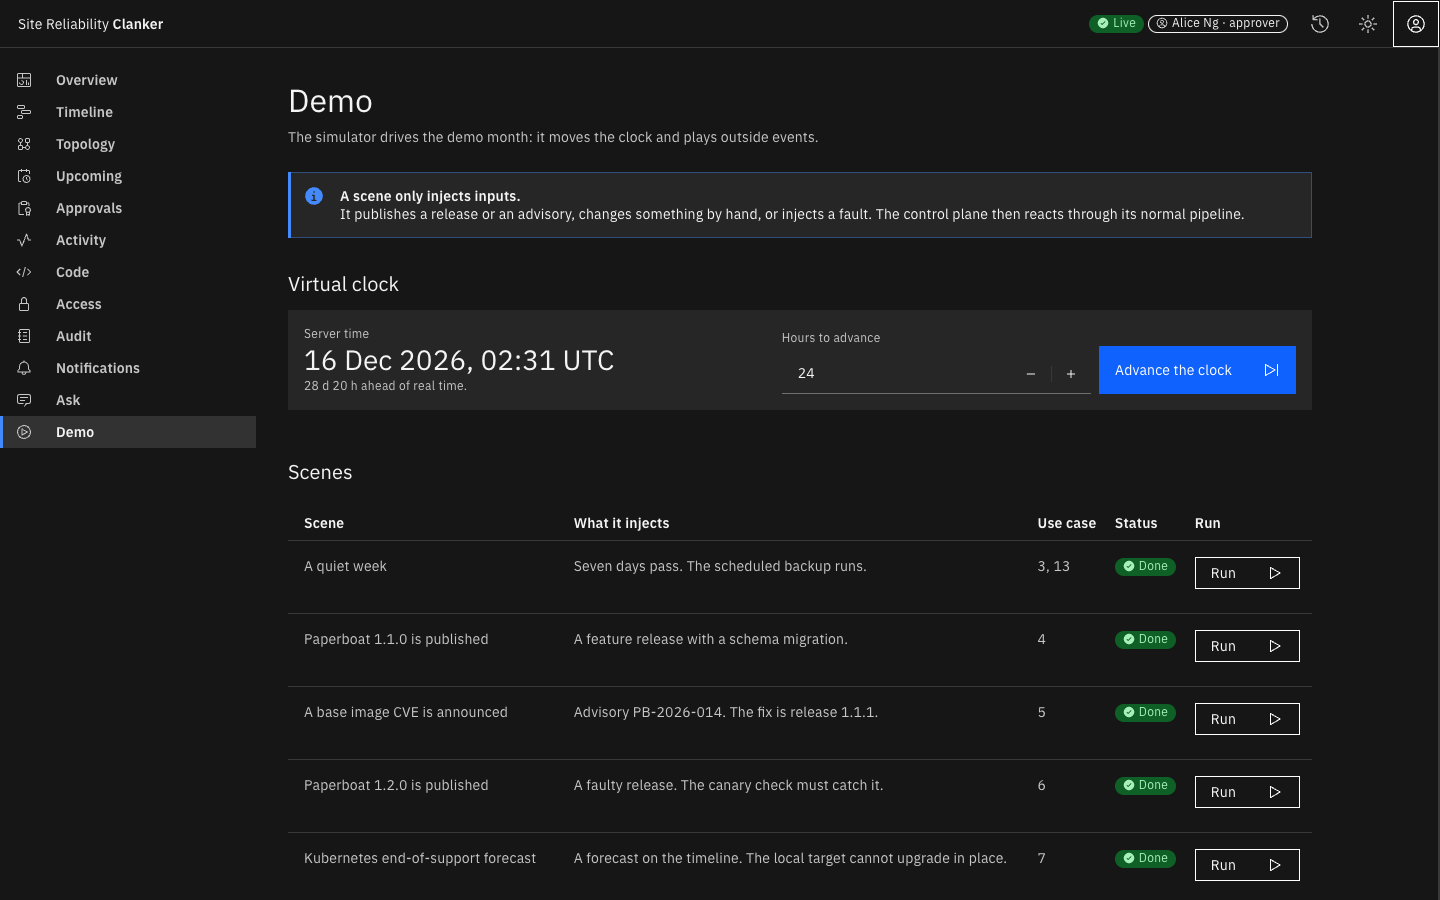 Site Reliability Clanker
Live
Alice Ng · approver
Overview
Timeline
Topology
Upcoming
Approvals
Activity
Code
Access
Audit
Notifications
Ask
Demo
Demo
The simulator drives the demo month: it moves the clock and plays outside events.
A scene only injects inputs.
It publishes a release or an advisory, changes something by hand, or injects a fault. The control plane then reacts through its normal pipeline.
Virtual clock
Server time
16 Dec 2026, 02:31 UTC
28 d 20 h ahead of real time.
Hours to advance
24
Advance the clock
Scenes
Scene What it injects Use case Status Run
A quiet week Seven days pass. The scheduled backup runs. 3, 13 Done Run
Paperboat 1.1.0 is published A feature release with a schema migration. 4 Done Run
A base image CVE is announced Advisory PB-2026-014. The fix is release 1.1.1. 5 Done Run
Paperboat 1.2.0 is published A faulty release. The canary check must catch it. 6 Done Run
Kubernetes end-of-support forecast A forecast on the timeline. The local target cannot upgrade in place. 7 Done Run